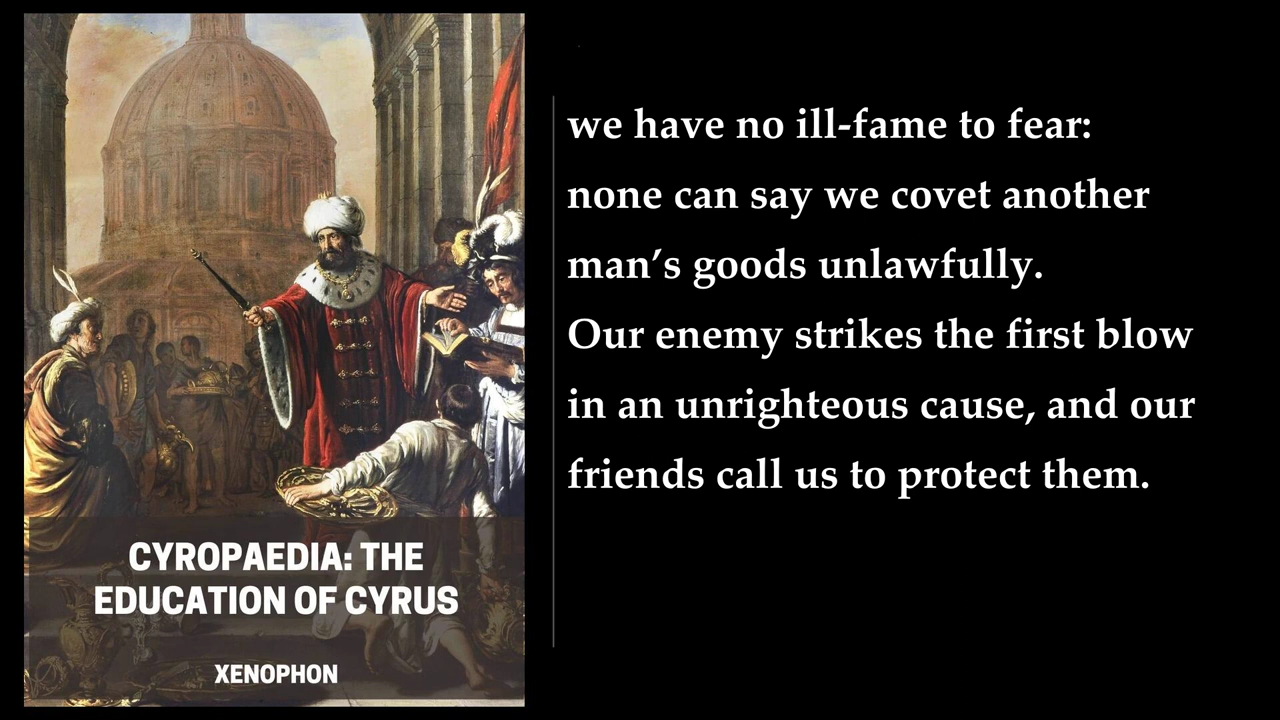 CYROPAEDIA: THE
EDUCATION OF CYRUS
XENOPHON
we have no ill-fame to fear:
none can say we covet another
man’s goods unlawfully.
Our enemy strikes the first blow
in an unrighteous cause, and our
friends call us to protect them.